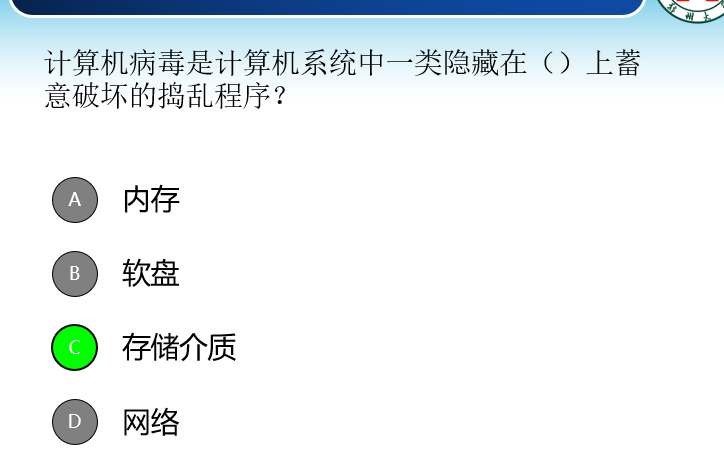 计算机病毒是计算机系统中一类隐藏在（）上蓄
意破坏的捣乱程序？
A 内存
B 软盘
C 存储介质
D 网络